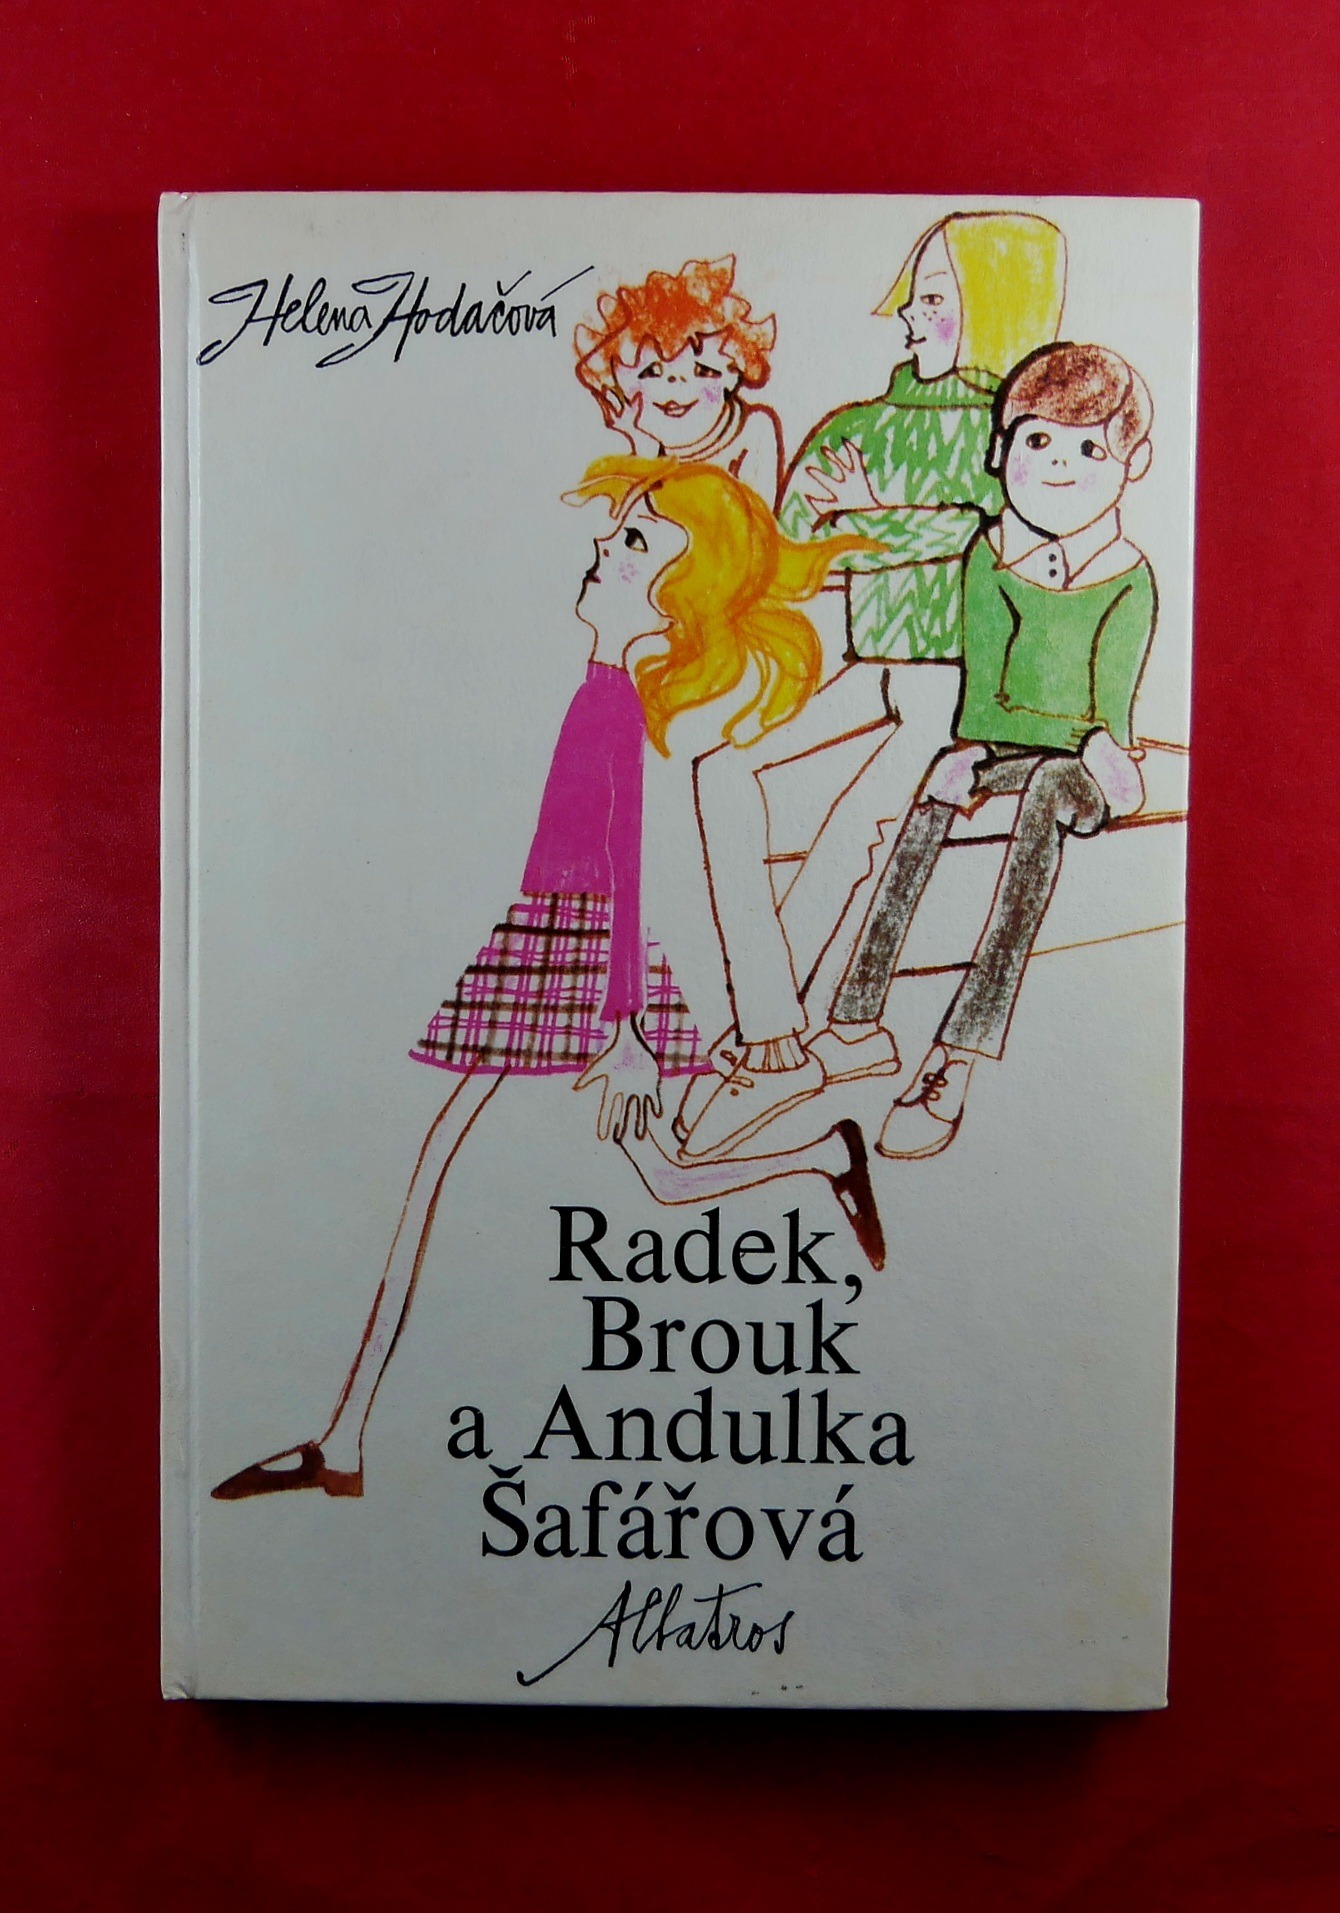 Helena Hodačová
Radek,
Brouk
a Andulka
Šafářová
Albatros